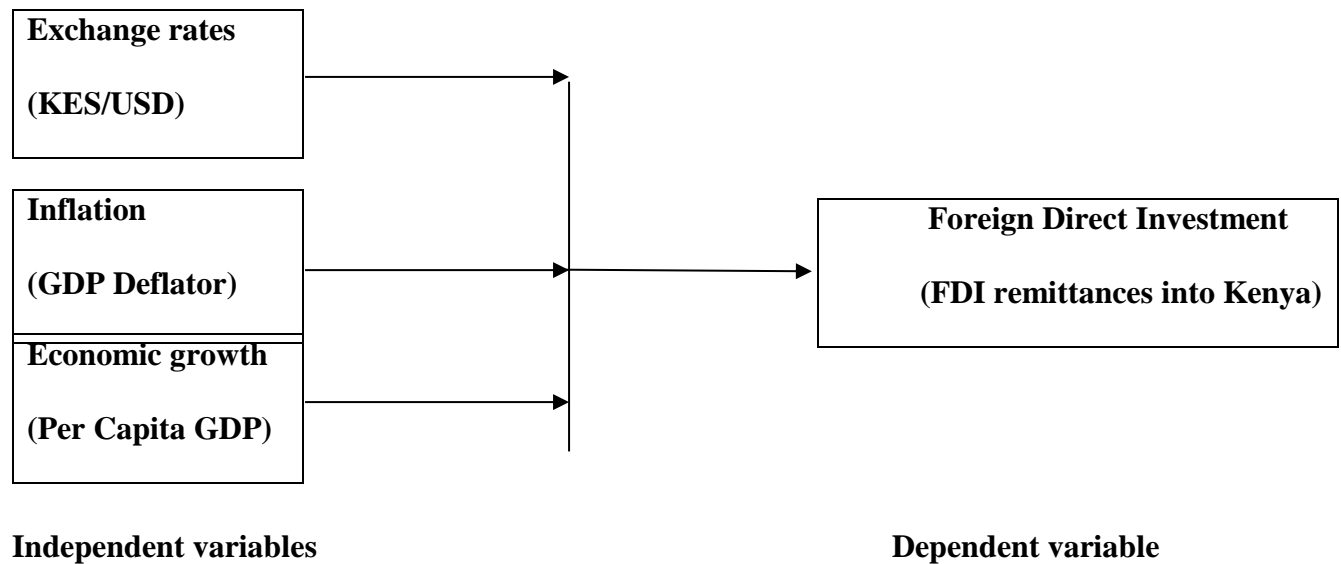 Exchange rates
(KES/USD)
Inflation
(GDP Deflator)
Economic growth
(Per Capita GDP)
Foreign Direct Investment
(FDI remittances into Kenya)
Independent variables
Dependent variable